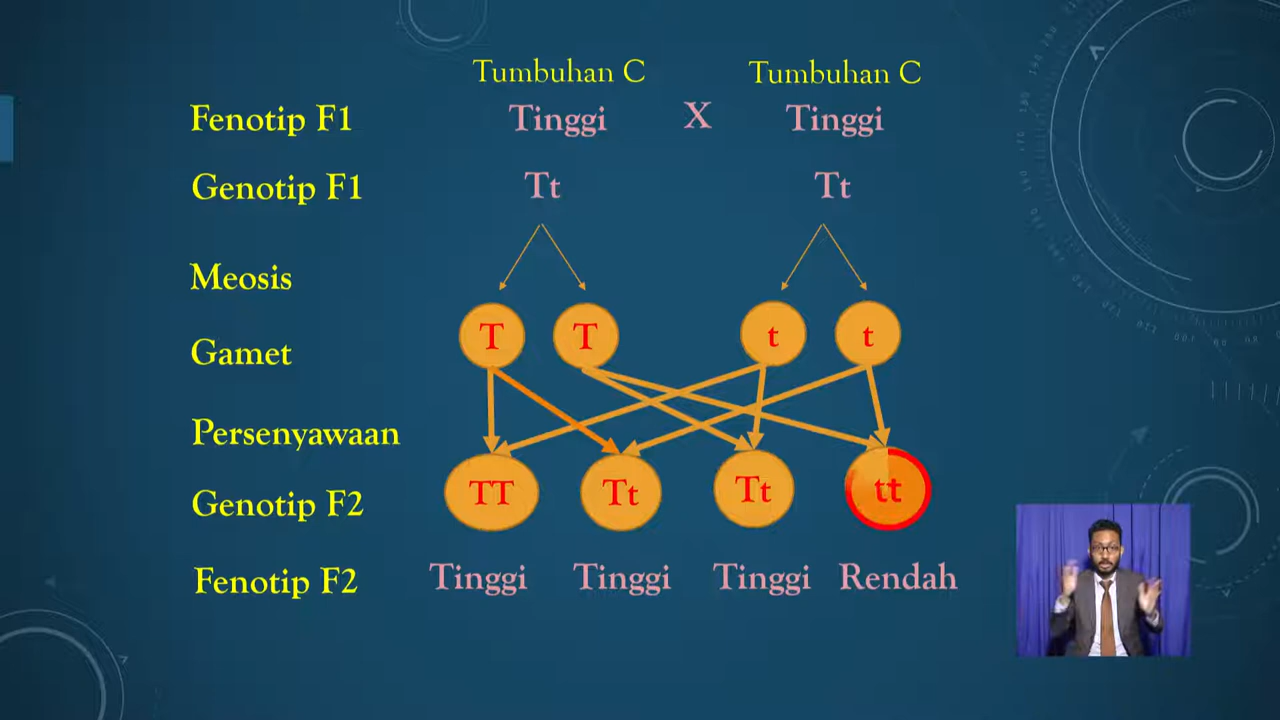 Tumbuhan C Tumbuhan C
Fenotip F1 Tinggi X Tinggi
Genotip F1 Tt Tt
Meosis
T T t t
Gamet
Persenyawaan
Genotip F2 TT Tt Tt tt
Fenotip F2 Tinggi Tinggi Tinggi Rendah